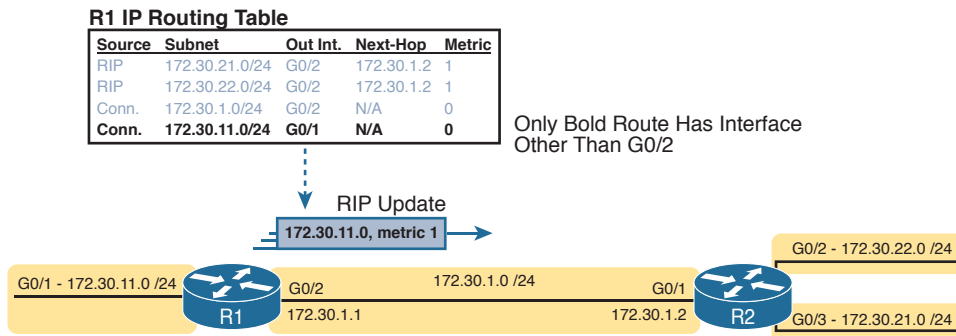 R1 IP Routing Table
Source Subnet Out Int. Next-Hop Metric
RIP 172.30.21.0/24 G0/2 172.30.1.2 1
RIP 172.30.22.0/24 G0/2 172.30.1.2 1
Conn. 172.30.1.0/24 G0/2 N/A 0
Conn. 172.30.11.0/24 G0/1 N/A 0
Only Bold Route Has Interface
Other Than G0/2
RIP Update
172.30.11.0, metric 1
G0/1 - 172.30.11.0 /24
R1
G0/2
172.30.1.1
172.30.1.0 /24
G0/1
172.30.1.2
R2
G0/2 - 172.30.22.0 /24
G0/3 - 172.30.21.0 /24